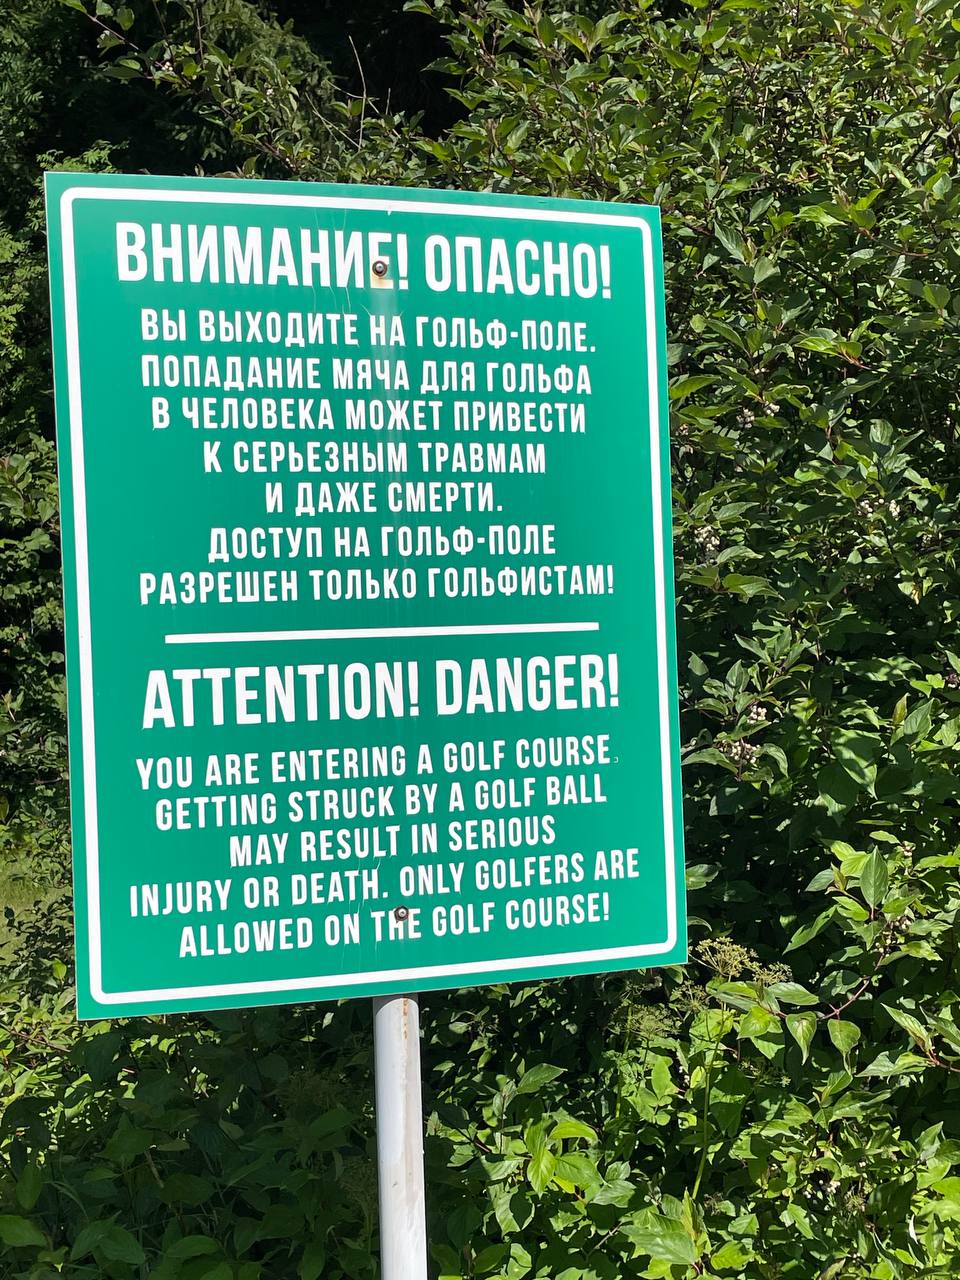 ВНИМАНИЕ! ОПАСНО!
ВЫ ВЫХОДИТЕ НА ГОЛЬФ-ПОЛЕ.
ПОПАДАНИЕ МЯЧА ДЛЯ ГОЛЬФА
В ЧЕЛОВЕКА МОЖЕТ ПРИВЕСТИ
К СЕРЬЕЗНЫМ ТРАВМАМ
И ДАЖЕ СМЕРТИ.
ДОСТУП НА ГОЛЬФ-ПОЛЕ
РАЗРЕШЕН ТОЛЬКО ГОЛЬФИСТАМ!
ATTENTION! DANGER!
YOU ARE ENTERING A GOLF COURSE.
GETTING STRUCK BY A GOLF BALL
MAY RESULT IN SERIOUS
INJURY OR DEATH. ONLY GOLFERS ARE
ALLOWED ON THE GOLF COURSE!